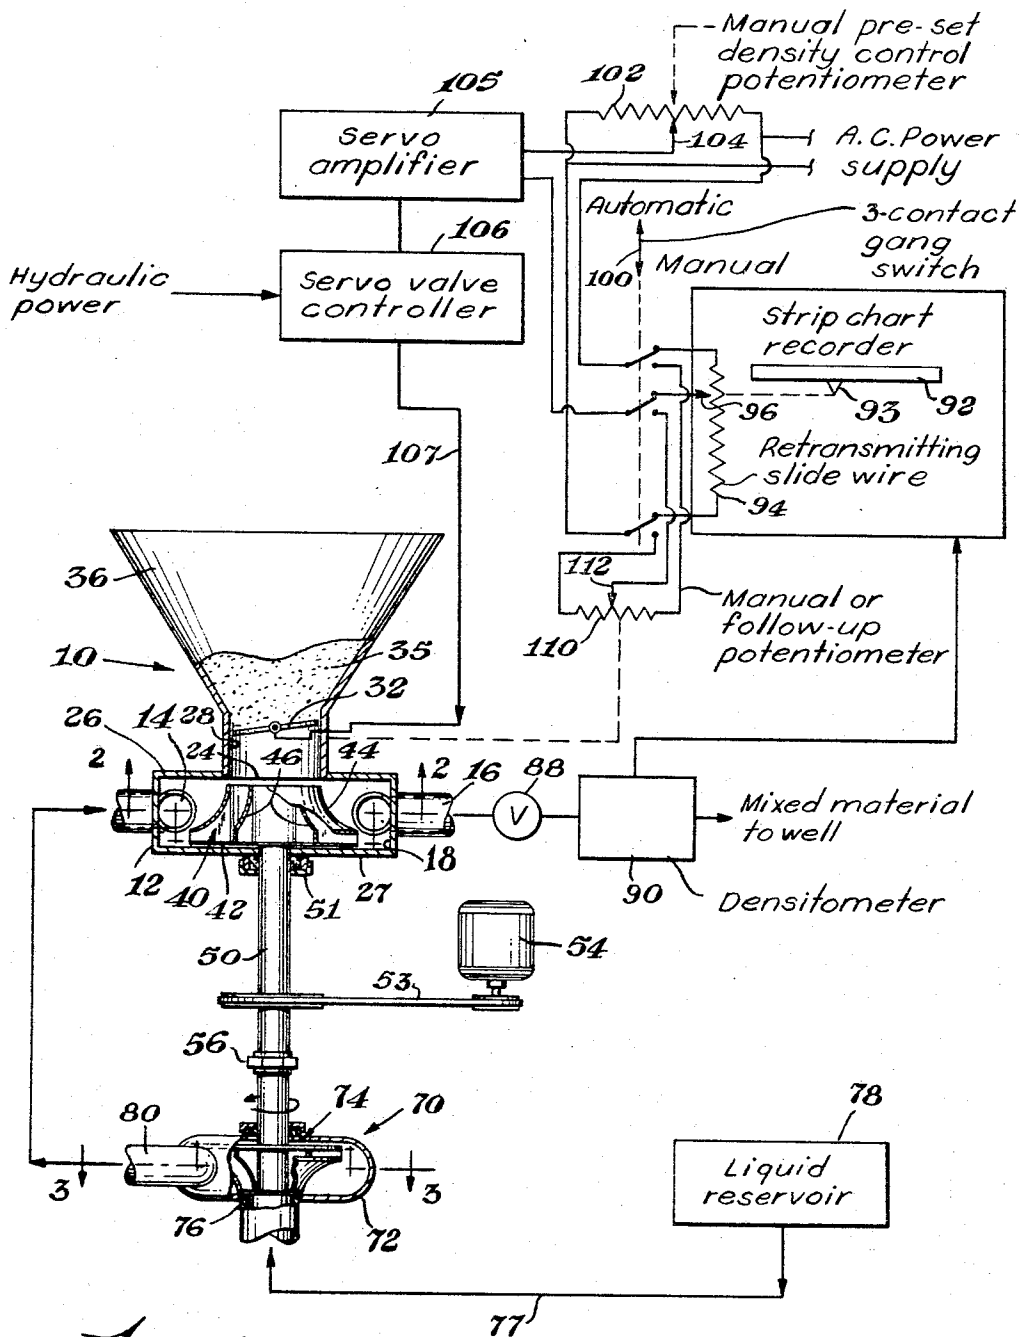 Manual pre-set
density control
potentiometer
102
105
104
Servo
amplifier
A.C. Power
supply
Automatic
3-contact
gang
switch
106
100
Manual
Hydraulic
power
Servo valve
controller
Strip chart
recorder
93
92
96
107
Retransmitting
slide wire
94
36
112
110
Manual or
follow-up
potentiometer
10
35
32
26
14
28
24
46
44
2
2
16
88
V
Mixed material
to well
12
40
42
51
27
18
90
Densitometer
50
54
53
56
80
74
70
78
3
3
Liquid
reservoir
76
72
77